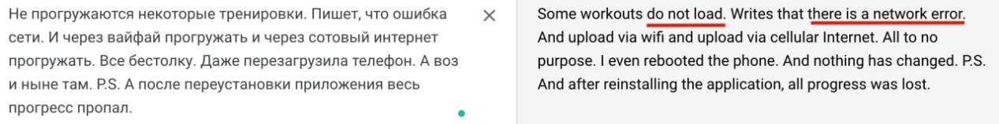 Не прогружаются некоторые тренировки. Пишет, что ошибка
сети. И через вайфай прогружать и через сотовый интернет
прогружать. Все бестолку. Даже перезагрузила телефон. А воз
и ныне там. P.S. А после переустановки приложения весь
прогресс пропал.
Some workouts do not load. Writes that there is a network error.
And upload via wifi and upload via cellular Internet. All to no
purpose. I even rebooted the phone. And nothing has changed. P.S.
And after reinstalling the application, all progress was lost.